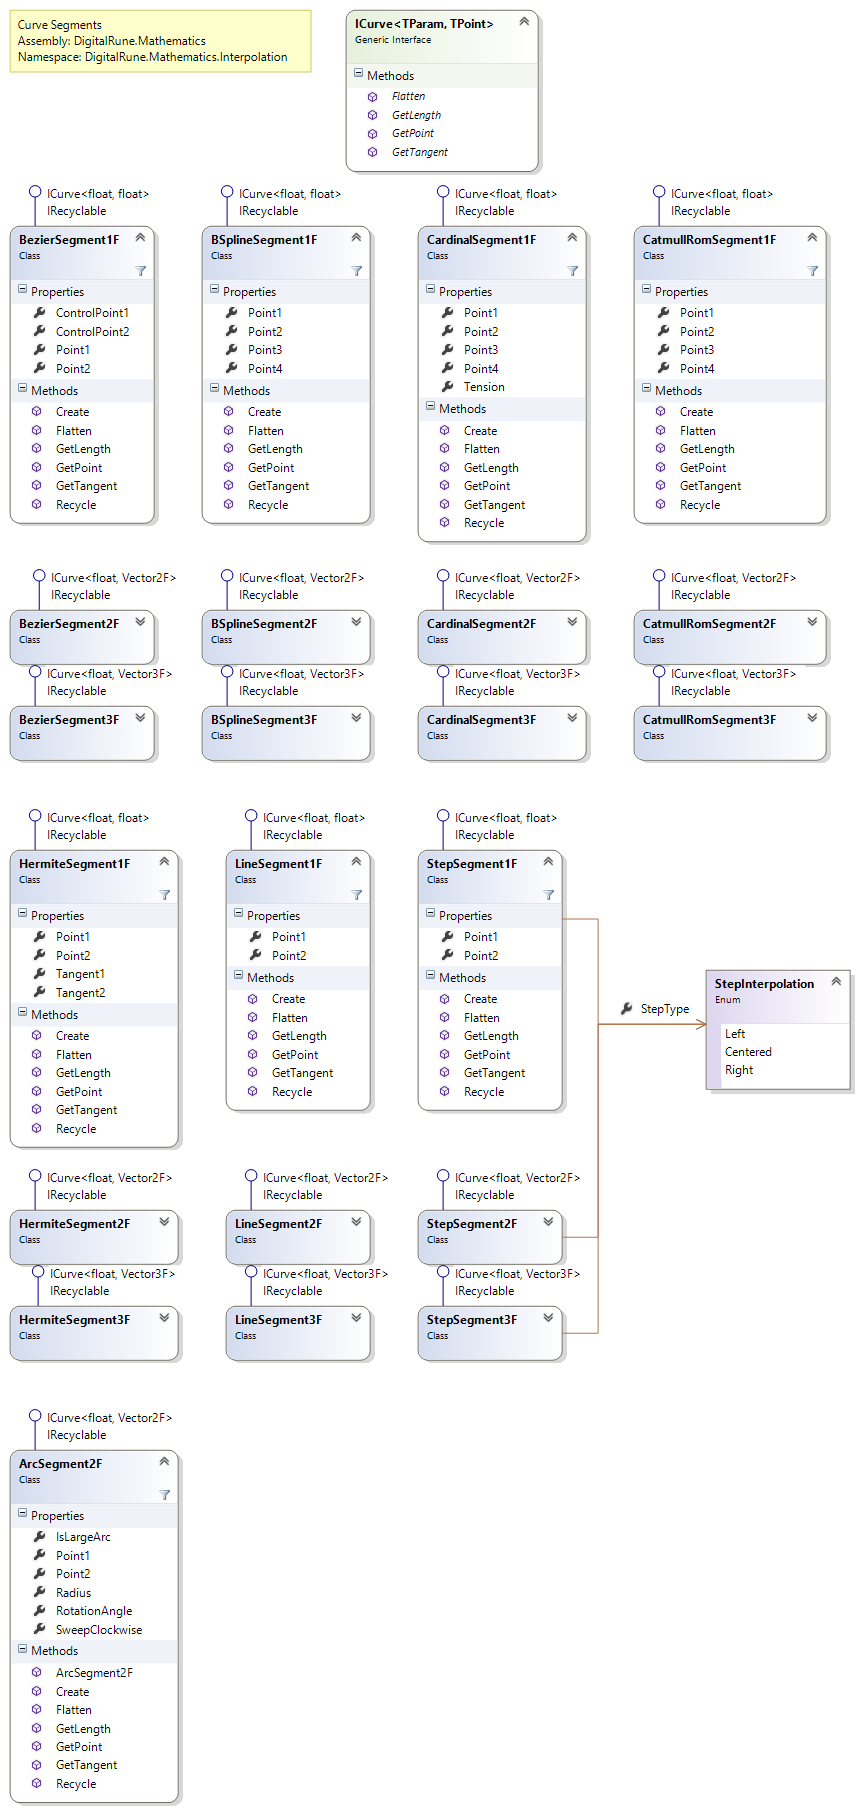 Curve Segments
Assembly: DigitalRune.Mathematics
Namespace: DigitalRune.Mathematics.Interpolation
ICurve<TParam, TPoint>
Generic Interface
Methods
Flatten
GetLength
GetPoint
GetTangent
ICurve<float, float>
IRecyclable
BezierSegment1F
Class
Properties
ControlPoint1
ControlPoint2
Point1
Point2
Methods
Create
Flatten
GetLength
GetPoint
GetTangent
Recycle
ICurve<float, float>
IRecyclable
BSplineSegment1F
Class
Properties
Point1
Point2
Point3
Point4
Methods
Create
Flatten
GetLength
GetPoint
GetTangent
Recycle
ICurve<float, float>
IRecyclable
CardinalSegment1F
Class
Properties
Point1
Point2
Point3
Point4
Tension
Methods
Create
Flatten
GetLength
GetPoint
GetTangent
Recycle
ICurve<float, float>
IRecyclable
CatmullRomSegment1F
Class
Properties
Point1
Point2
Point3
Point4
Methods
Create
Flatten
GetLength
GetPoint
GetTangent
Recycle
ICurve<float, Vector2F>
IRecyclable
BezierSegment2F
Class
ICurve<float, Vector2F>
IRecyclable
BSplineSegment2F
Class
ICurve<float, Vector2F>
IRecyclable
CardinalSegment2F
Class
ICurve<float, Vector2F>
IRecyclable
CatmullRomSegment2F
Class
ICurve<float, Vector3F>
IRecyclable
BezierSegment3F
Class
ICurve<float, Vector3F>
IRecyclable
BSplineSegment3F
Class
ICurve<float, Vector3F>
IRecyclable
CardinalSegment3F
Class
ICurve<float, Vector3F>
IRecyclable
CatmullRomSegment3F
Class
ICurve<float, float>
IRecyclable
HermiteSegment1F
Class
Properties
Point1
Point2
Tangent1
Tangent2
Methods
Create
Flatten
GetLength
GetPoint
GetTangent
Recycle
ICurve<float, float>
IRecyclable
LineSegment1F
Class
Properties
Point1
Point2
Methods
Create
Flatten
GetLength
GetPoint
GetTangent
Recycle
ICurve<float, float>
IRecyclable
StepSegment1F
Class
Properties
Point1
Point2
Methods
Create
Flatten
GetLength
GetPoint
GetTangent
Recycle
StepType
StepInterpolation
Enum
Left
Centered
Right
ICurve<float, Vector2F>
IRecyclable
HermiteSegment2F
Class
ICurve<float, Vector2F>
IRecyclable
LineSegment2F
Class
ICurve<float, Vector2F>
IRecyclable
StepSegment2F
Class
ICurve<float, Vector3F>
IRecyclable
HermiteSegment3F
Class
ICurve<float, Vector3F>
IRecyclable
LineSegment3F
Class
ICurve<float, Vector3F>
IRecyclable
StepSegment3F
Class
ICurve<float, Vector2F>
IRecyclable
ArcSegment2F
Class
Properties
IsLargeArc
Point1
Point2
Radius
RotationAngle
SweepClockwise
Methods
ArcSegment2F
Create
Flatten
GetLength
GetPoint
GetTangent
Recycle